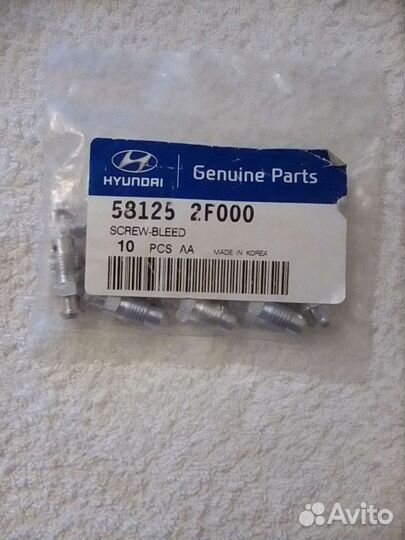 HYUNDAI
Genuine Parts
58125 2F000
SCREW-BLEED
10 PCS AA MADE IN KOREA
Avito